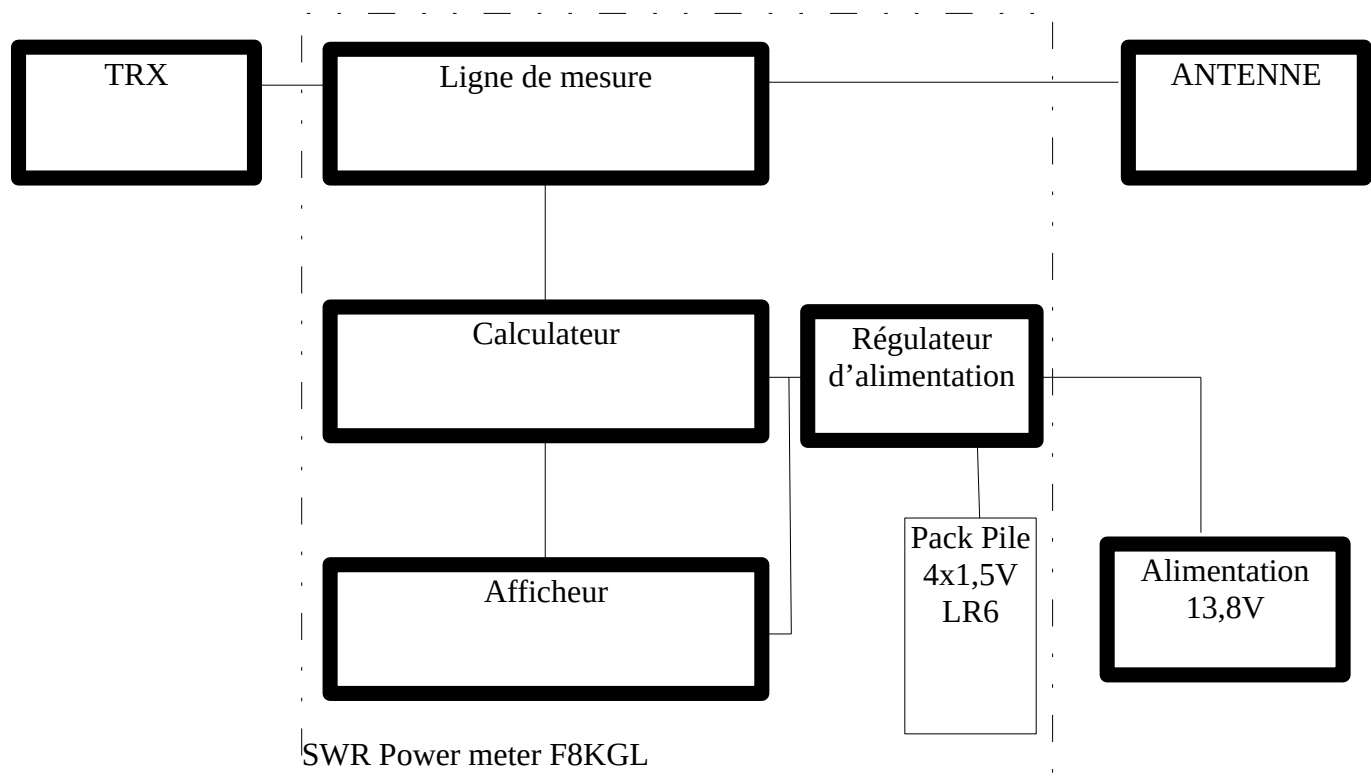 TRX
Ligne de mesure
ANTENNE
Calculateur
Régulateur
d’alimentation
Pack Pile
4x1,5V
LR6
Alimentation
13,8V
Afficheur
SWR Power meter F8KGL